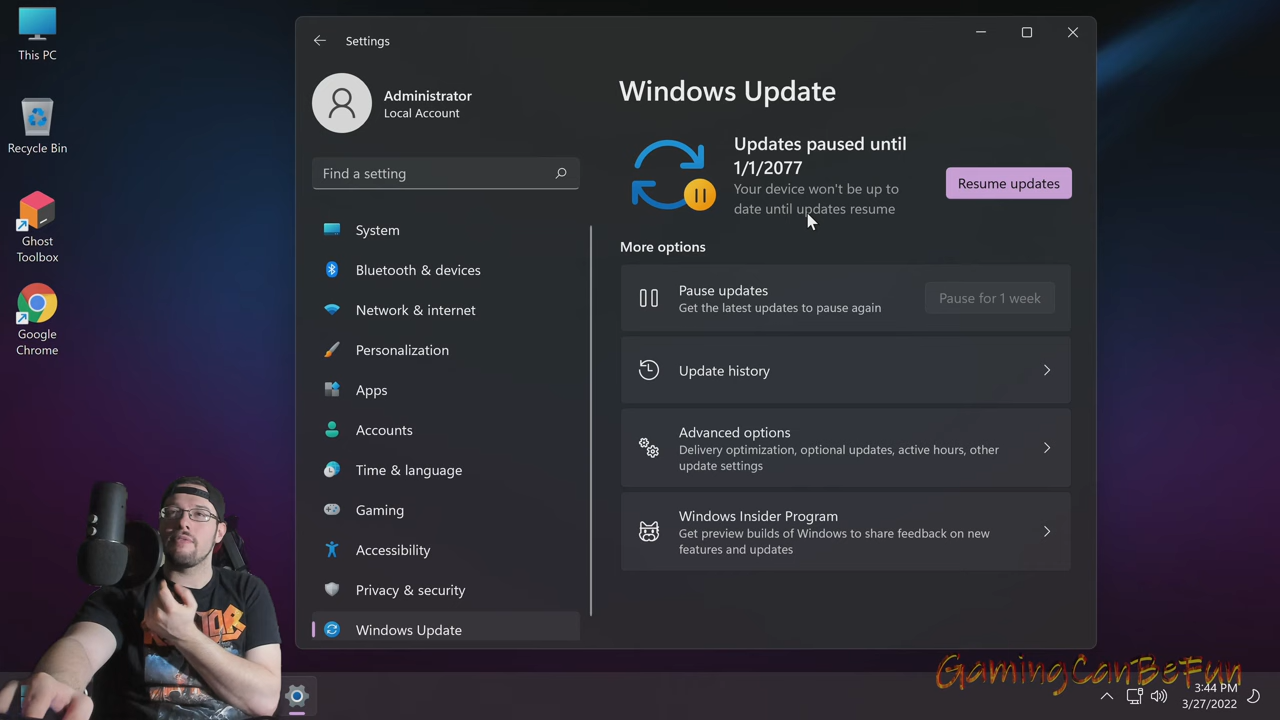 This PC
Recycle Bin
Ghost
Toolbox
Google
Chrome
Settings
Administrator
Local Account
Find a setting
System
Bluetooth & devices
Network & internet
Personalization
Apps
Accounts
Time & language
Gaming
Accessibility
Privacy & security
Windows Update
Windows Update
Updates paused until
1/1/2077
Your device won't be up to
date until updates resume
Resume updates
More options
Pause updates
Get the latest updates to pause again
Pause for 1 week
Update history
Advanced options
Delivery optimization, optional updates, active hours, other
update settings
Windows Insider Program
Get preview builds of Windows to share feedback on new
features and updates
GamingCanBeFun
3:44 PM
3/27/2022